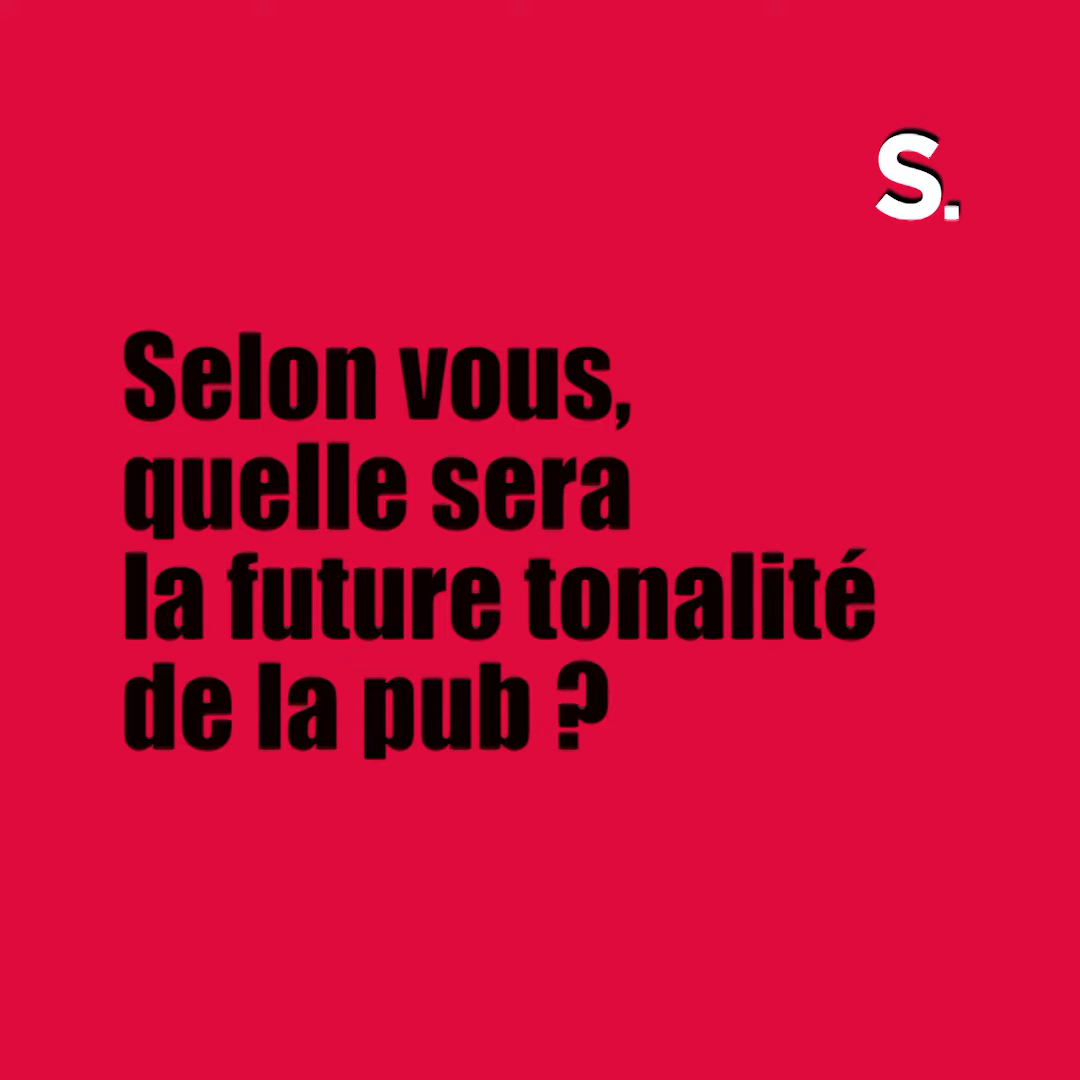 S.
Selon vous,
quelle sera
la future tonalité
de la pub ?